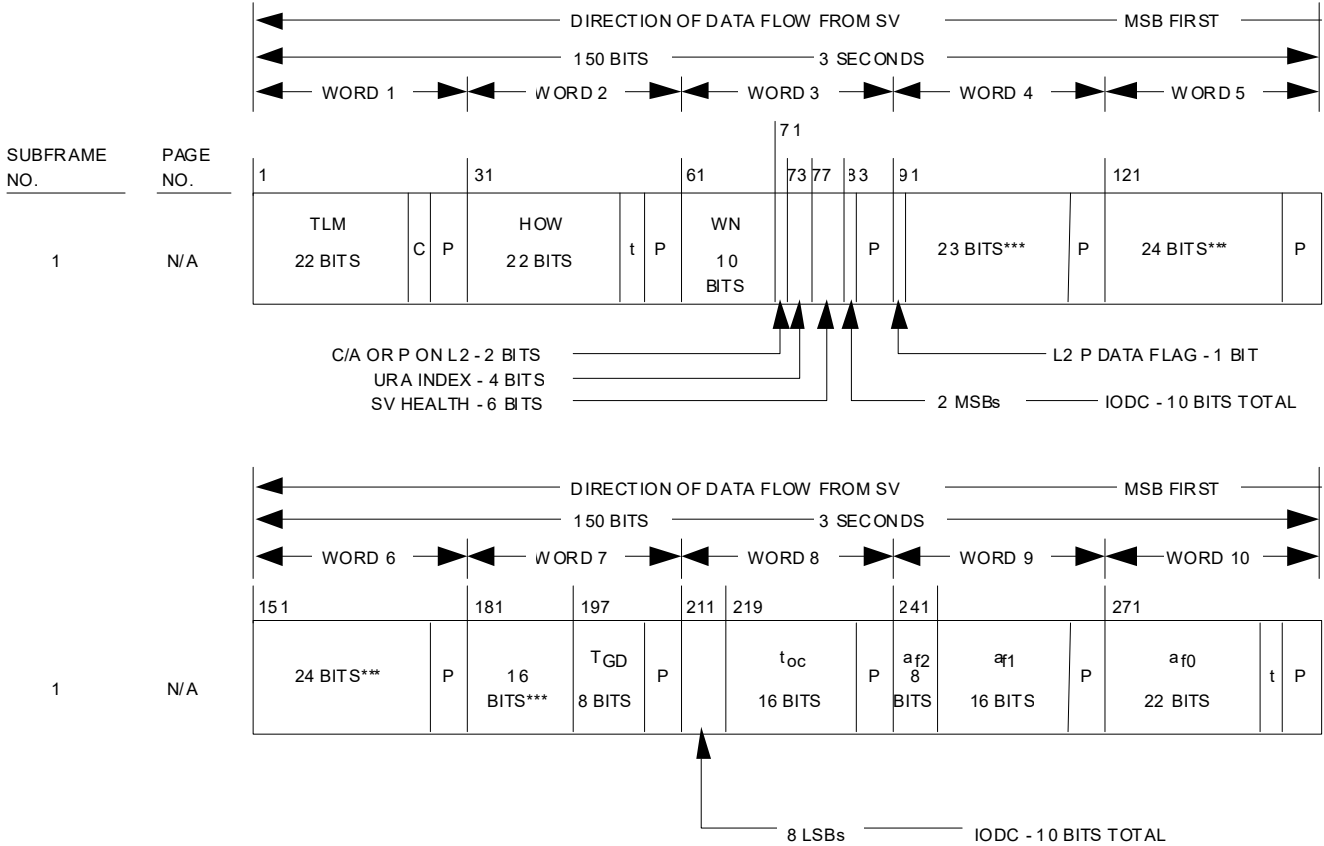 DIRECTION OF DATA FLOW FROM SV MSB FIRST
150 BITS 3 SECONDS
WORD 1 WORD 2 WORD 3 WORD 4 WORD 5
SUBFRAME NO. PAGE NO.
1 31 61 71 73 77 83 91 121
1 N/A
TLM 22 BITS C P HOW 22 BITS t P WN 10 BITS P 23 BITS*** P 24 BITS*** P
C/A OR P ON L2 - 2 BITS L2 P DATA FLAG - 1 BIT
URA INDEX - 4 BITS
SV HEALTH - 6 BITS 2 MSBs IODC - 10 BITS TOTAL
DIRECTION OF DATA FLOW FROM SV MSB FIRST
150 BITS 3 SECONDS
WORD 6 WORD 7 WORD 8 WORD 9 WORD 10
151 181 197 211 219 241 271
1 N/A
24 BITS*** P 16 BITS*** TGD 8 BITS P toc 16 BITS P af2 8 BITS af1 16 BITS P af0 22 BITS t P
8 LSBs IODC - 10 BITS TOTAL